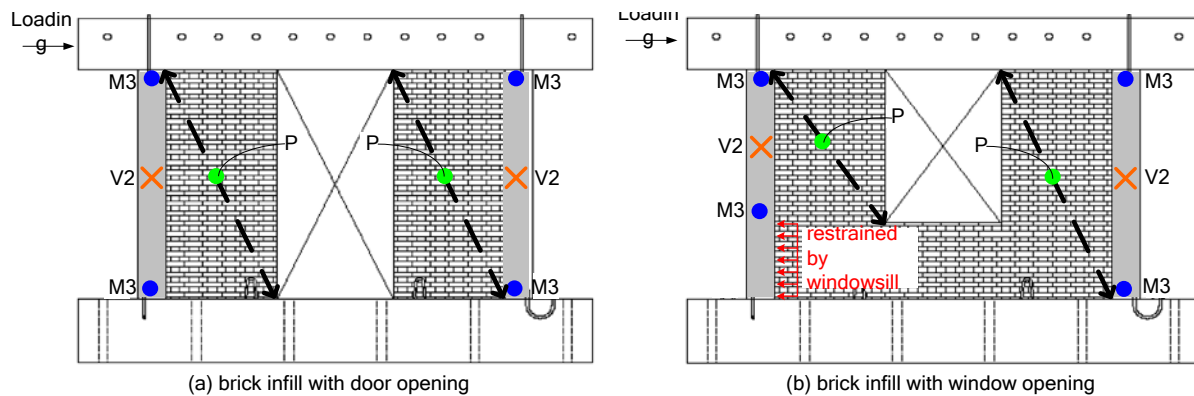 Loadin
g
M3
M3
P
P
V2
V2
M3
M3
(a) brick infill with door opening
Loadin
g
M3
M3
P
V2
P
V2
M3
restrained
by
windowsill
M3
(b) brick infill with window opening